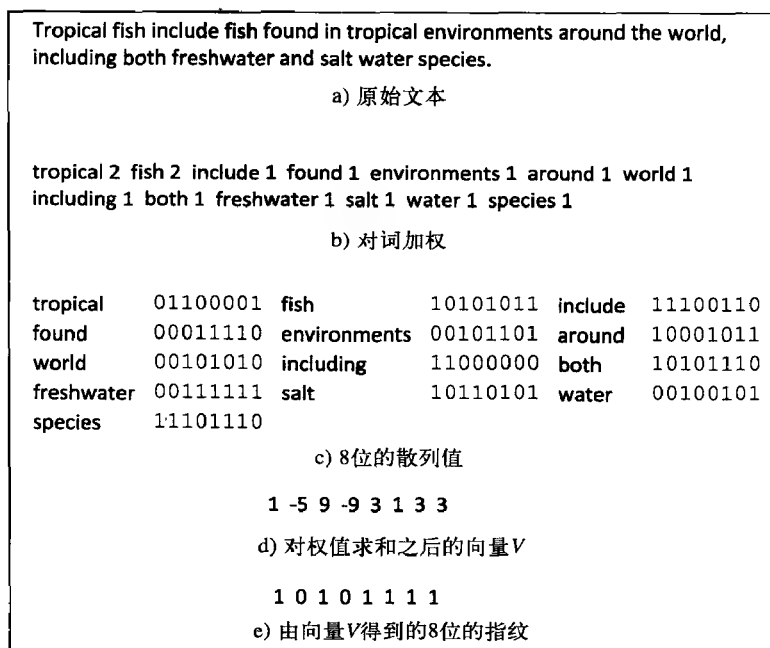 Tropical fish include fish found in tropical environments around the world,
including both freshwater and salt water species.
a) 原始文本
tropical 2 fish 2 include 1 found 1 environments 1 around 1 world 1
including 1 both 1 freshwater 1 salt 1 water 1 species 1
b) 对词加权
tropical 01100001 fish 10101011 include 11100110
found 00011110 environments 00101101 around 10001011
world 00101010 including 11000000 both 10101110
freshwater 00111111 salt 10110101 water 00100101
species 11101110
c) 8位的散列值
1 -5 9 -9 3 1 3 3
d) 对权值求和之后的向量V
1 0 1 0 1 1 1 1
e) 由向量V得到的8位的指纹